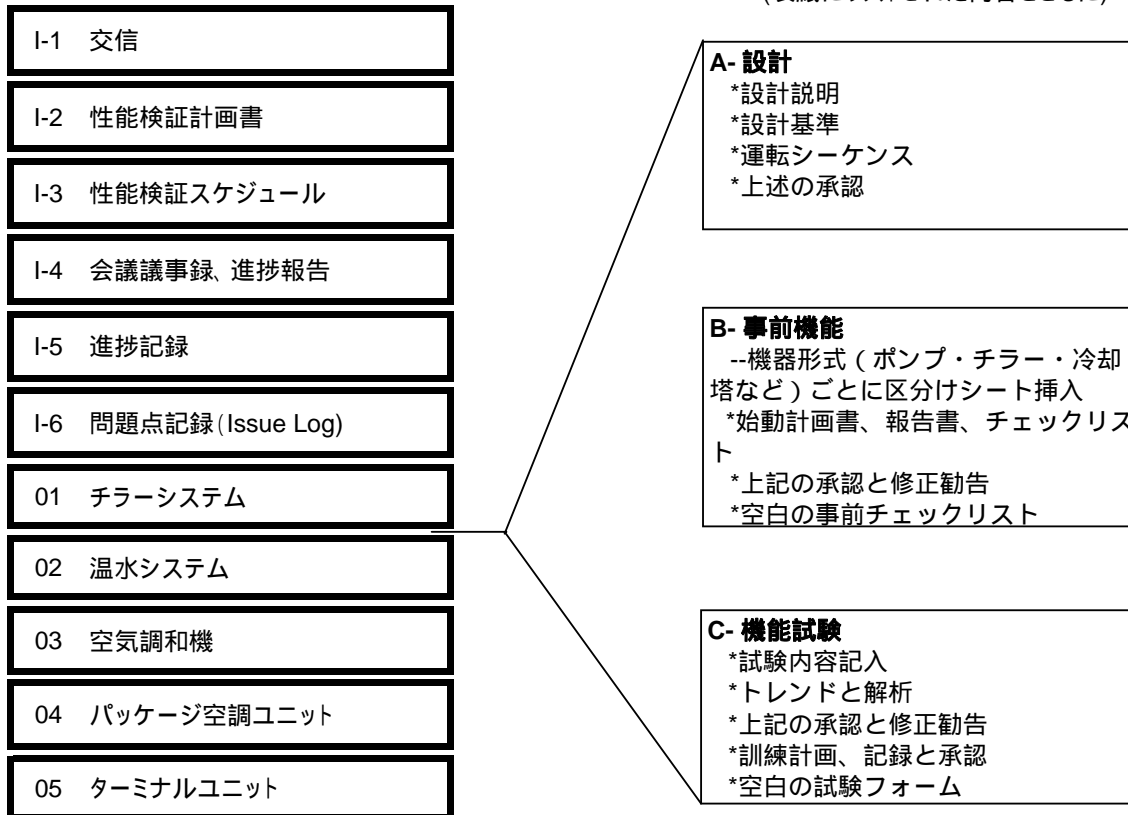 I-1 交信
I-2 性能検証計画書
I-3 性能検証スケジュール
I-4 会議議事録、進捗報告
I-5 進捗記録
I-6 問題点記録(Issue Log)
01 チラーシステム
02 温水システム
03 空気調和機
04 パッケージ空調ユニット
05 ターミナルユニット
A- 設計
*設計説明
*設計基準
*運転シーケンス
*上述の承認
B- 事前機能
--機器形式(ポンプ・チラー・冷却
塔など)ごとに区分けシート挿入
*始動計画書、報告書、チェックリス
ト
*上記の承認と修正勧告
*空白の事前チェックリスト
C- 機能試験
*試験内容記入
*トレンドと解析
*上記の承認と修正勧告
*訓練計画、記録と承認
*空白の試験フォーム